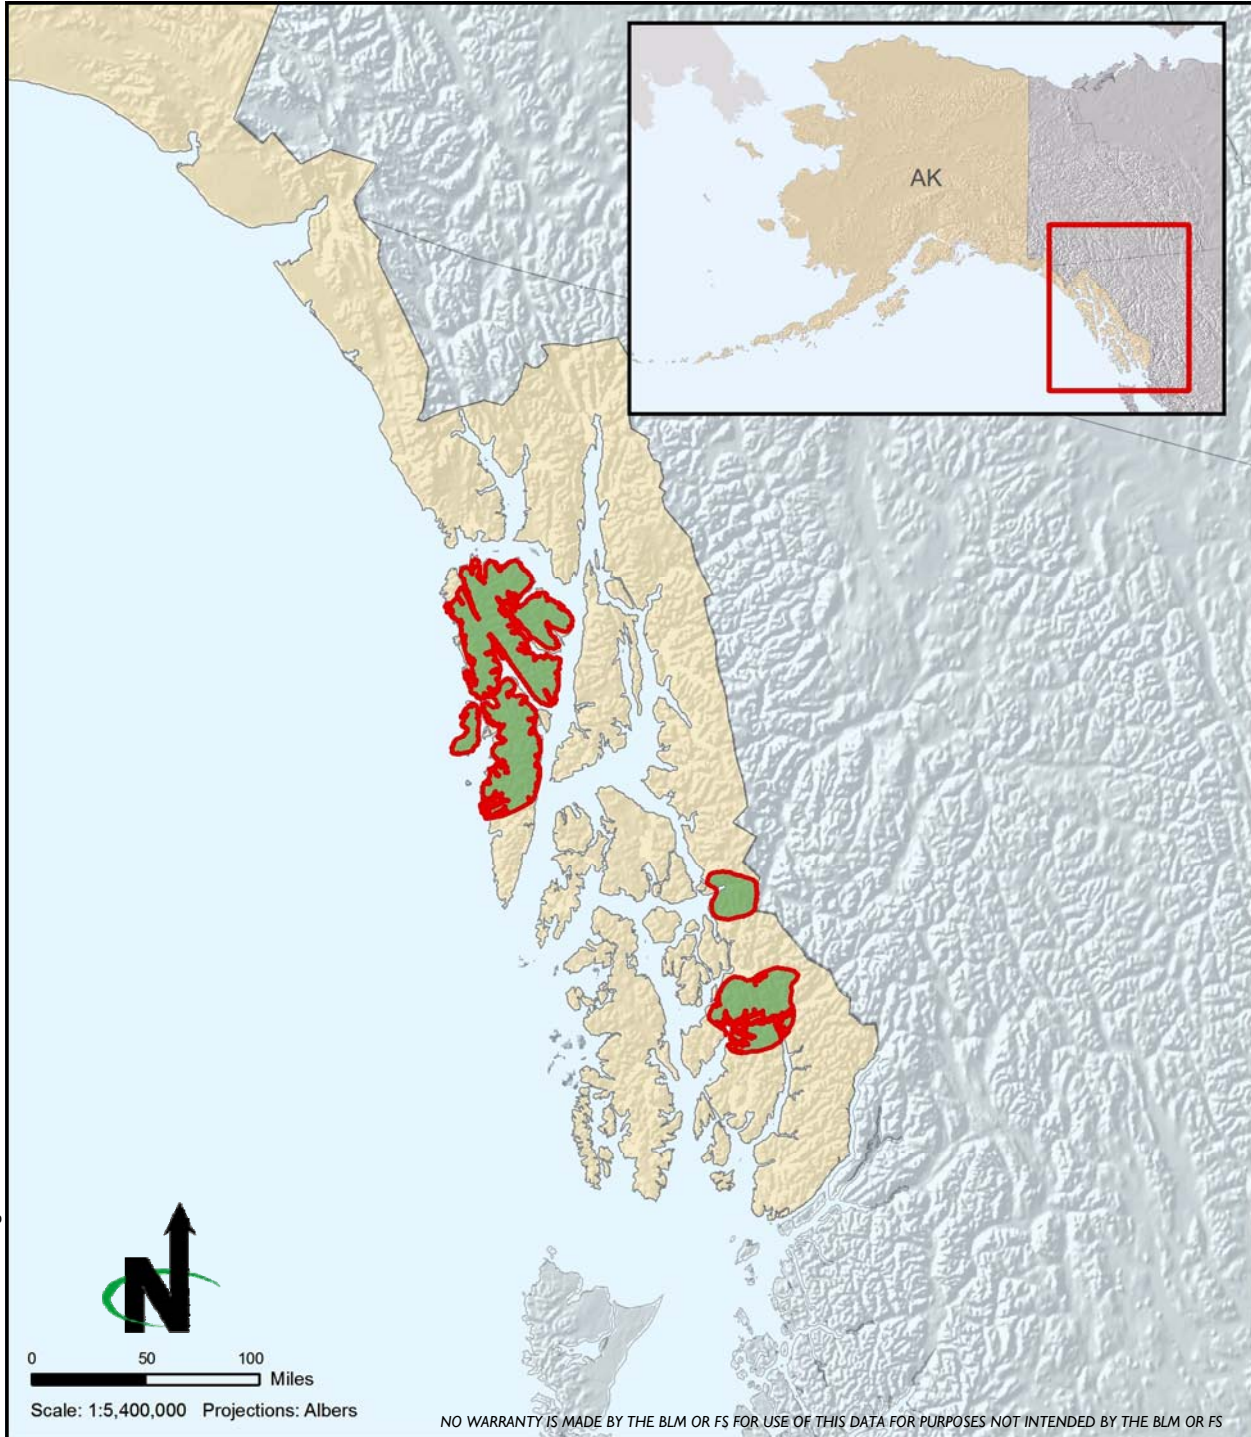 AK
N
0 50 100
Miles
Scale: 1:5,400,000 Projections: Albers
NO WARRANTY IS MADE BY THE BLM OR FS FOR USE OF THIS DATA FOR PURPOSES NOT INTENDED BY THE BLM OR FS